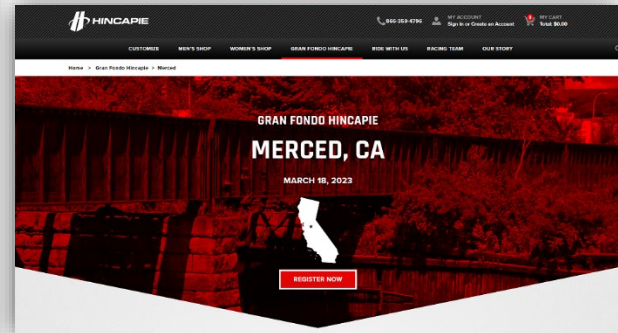 HINCAPIE
866-359-4796
MY ACCOUNT
Sign In or Create an Account
MY CART
Total: $0.00
CUSTOMIZE MEN'S SHOP WOMEN'S SHOP GRAN FONDO HINCAPIE RIDE WITH US RACING TEAM OUR STORY
Home > Gran Fondo Hincapie > Merced
GRAN FONDO HINCAPIE
MERCED, CA
MARCH 18, 2023
REGISTER NOW